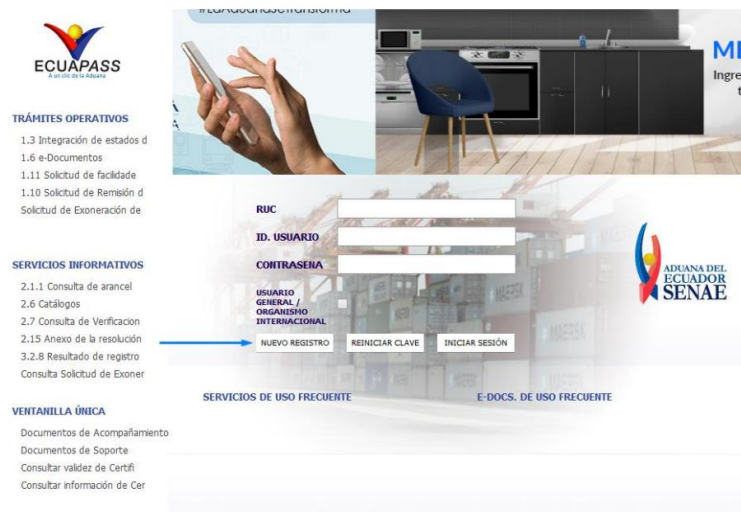 #LaAduanaSeTransforma
ECUAPASS
A un clic de la Aduana
TRÁMITES OPERATIVOS
1.3 Integración de estados d
1.6 e-Documentos
1.11 Solicitud de facilidade
1.10 Solicitud de Remisión d
Solicitud de Exoneración de
SERVICIOS INFORMATIVOS
2.1.1 Consulta de arancel
2.6 Catálogos
2.7 Consulta de Verificacion
2.15 Anexo de la resolución
3.2.8 Resultado de registro
Consulta Solicitud de Exoner
VENTANILLA ÚNICA
Documentos de Acompañamiento
Documentos de Soporte
Consultar validez de Certifi
Consultar información de Cer
Ingre
RUC
ID. USUARIO
CONTRASENA
USUARIO
GENERAL /
ORGANISMO
INTERNACIONAL
NUEVO REGISTRO REINICIAR CLAVE INICIAR SESIÓN
ADUANA DEL
ECUADOR
SENAE
SERVICIOS DE USO FRECUENTE E-DOCS. DE USO FRECUENTE